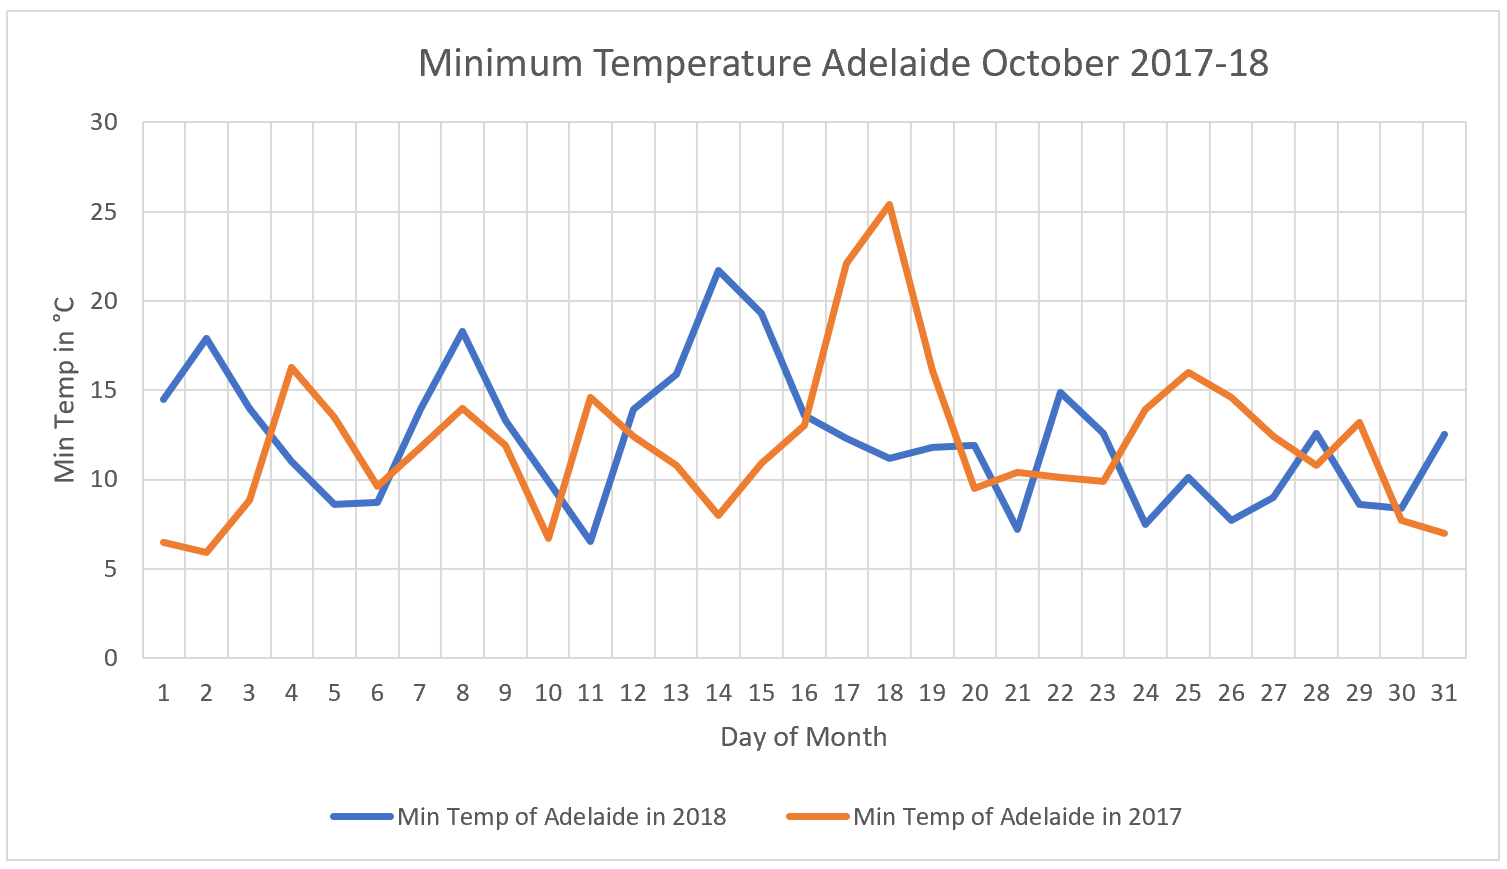 Minimum Temperature Adelaide October 2017-18
30
25
20
15
10
5
0
Min Temp in °C
1 2 3 4 5 6 7 8 9 10 11 12 13 14 15 16 17 18 19 20 21 22 23 24 25 26 27 28 29 30 31
Day of Month
Min Temp of Adelaide in 2018 Min Temp of Adelaide in 2017